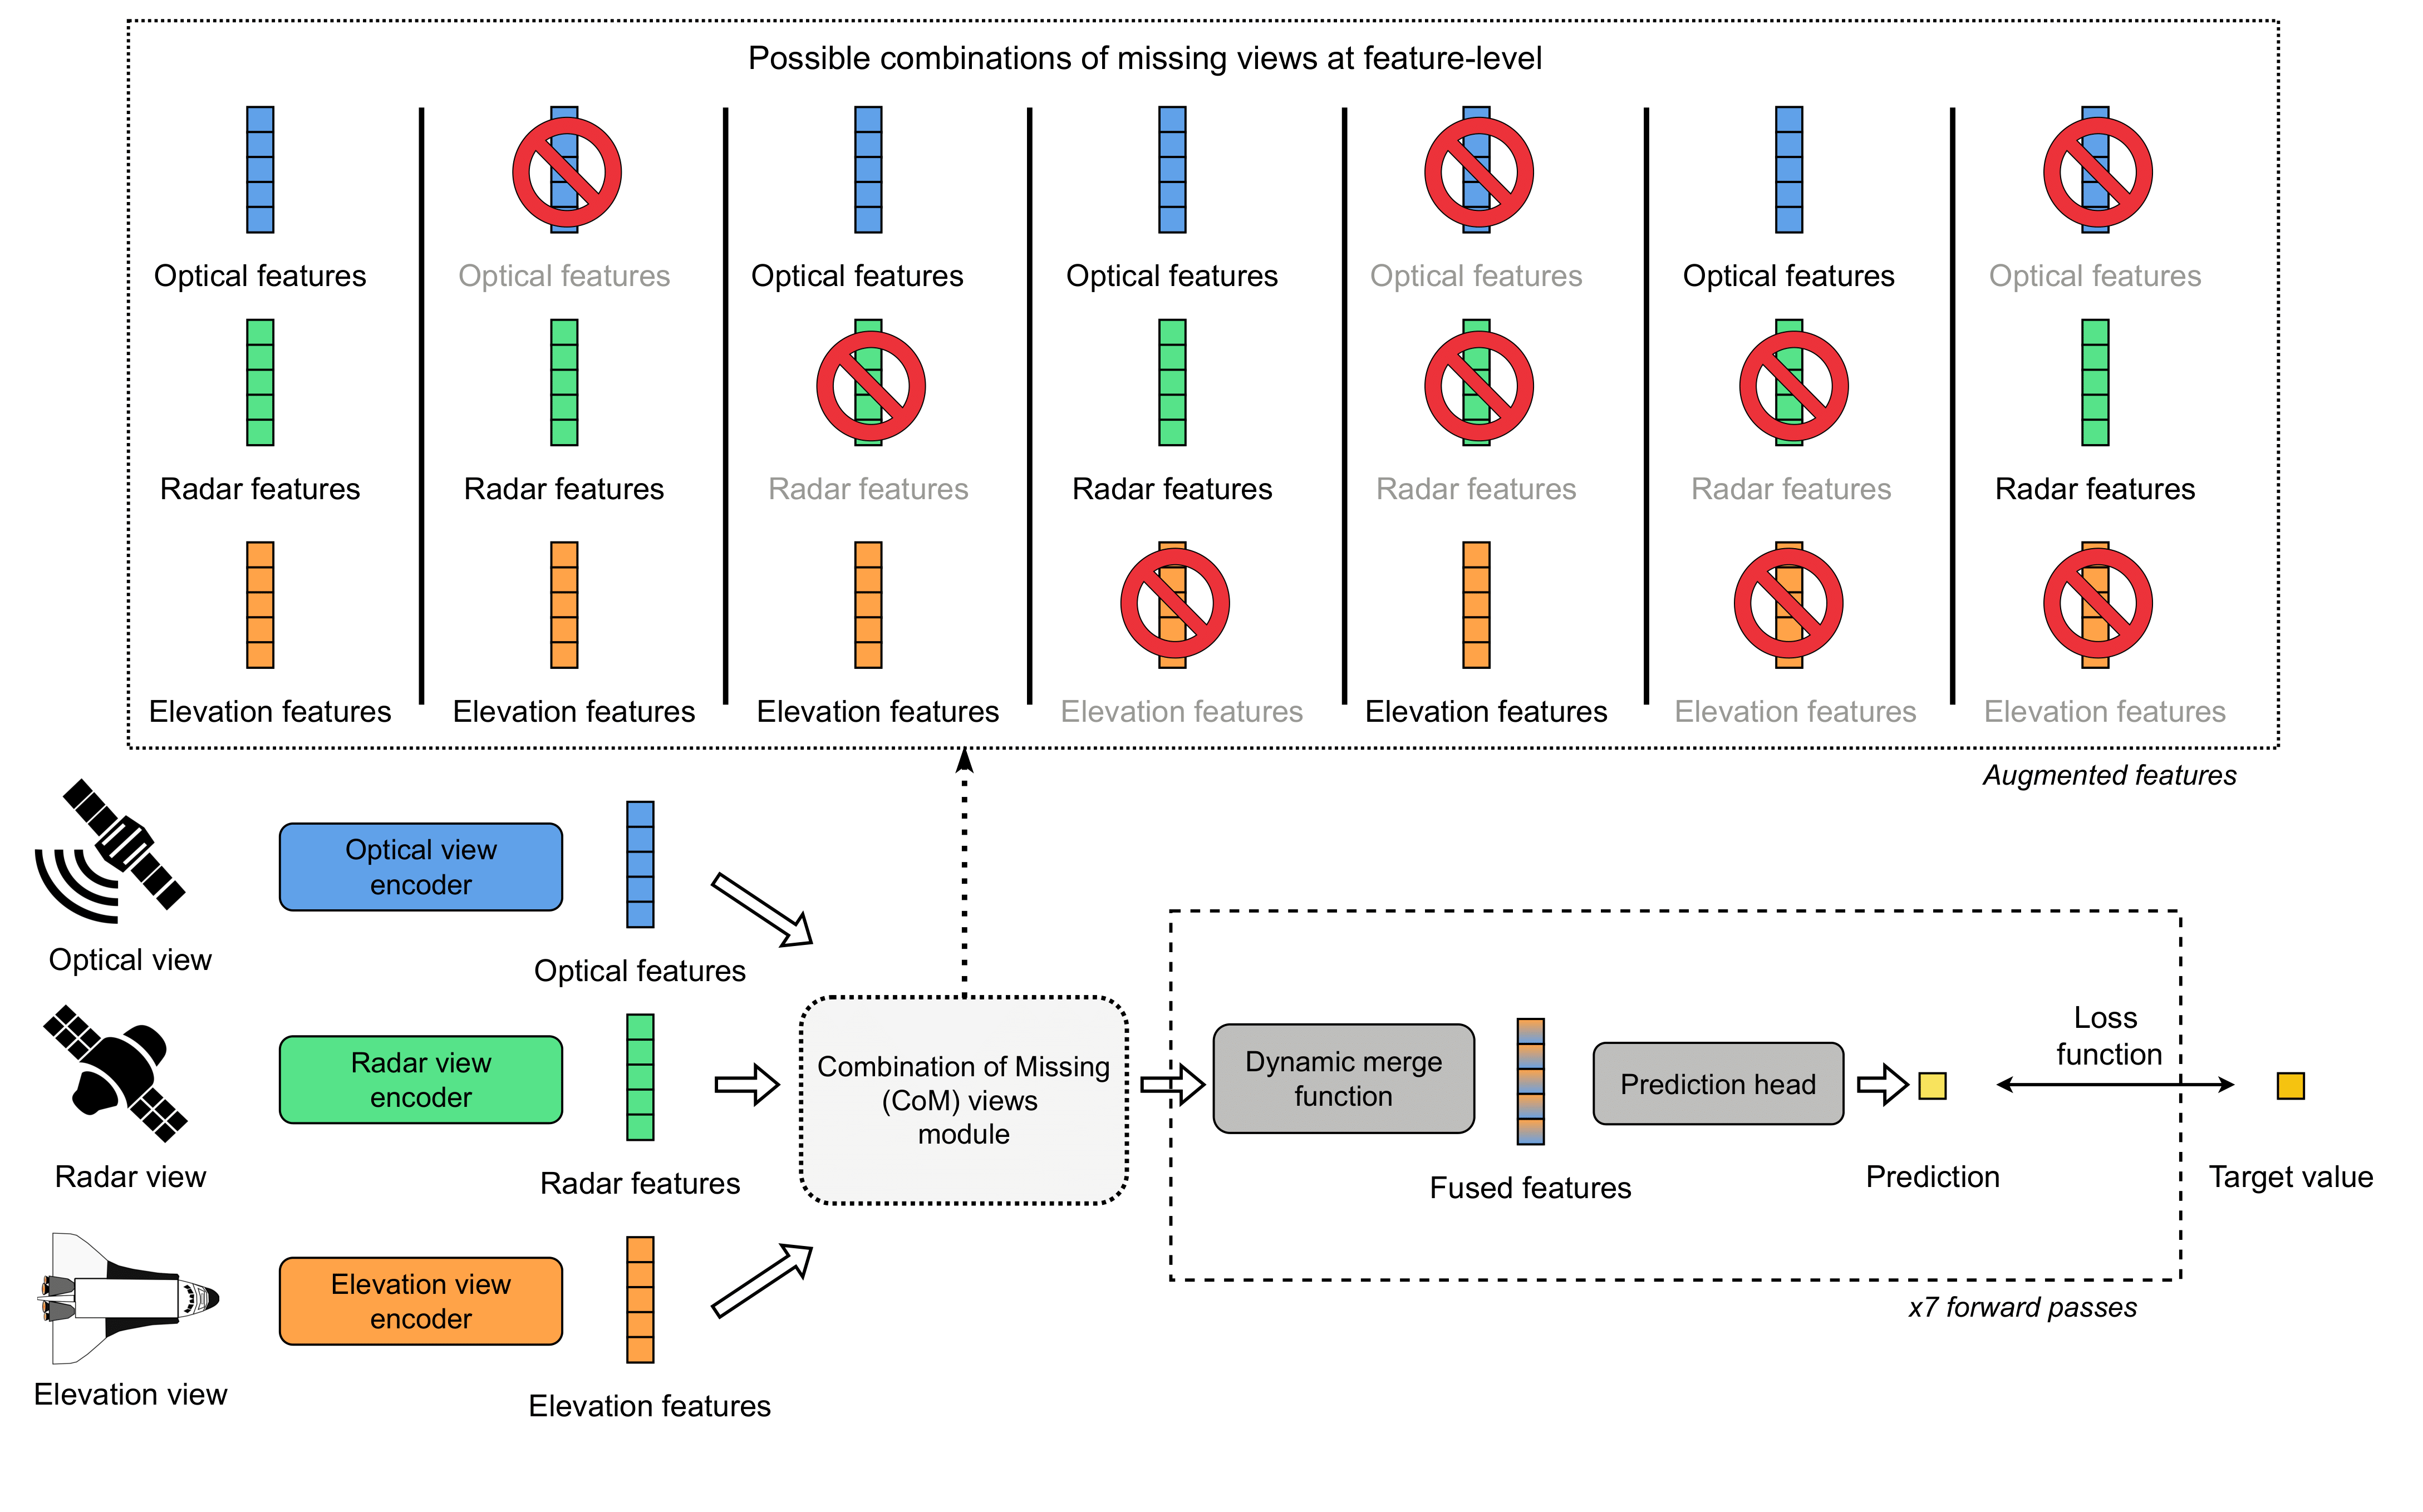 Possible combinations of missing views at feature-level
Optical features
Optical features
Optical features
Optical features
Optical features
Optical features
Optical features
Radar features
Radar features
Radar features
Radar features
Radar features
Radar features
Radar features
Elevation features
Elevation features
Elevation features
Elevation features
Elevation features
Elevation features
Elevation features
Augmented features
Optical view
encoder
Optical view
Optical features
Radar view
encoder
Radar view
Radar features
Elevation view
encoder
Elevation view
Elevation features
Combination of Missing
(CoM) views
module
Dynamic merge
function
Fused features
Prediction head
Prediction
Loss
function
Target value
x7 forward passes